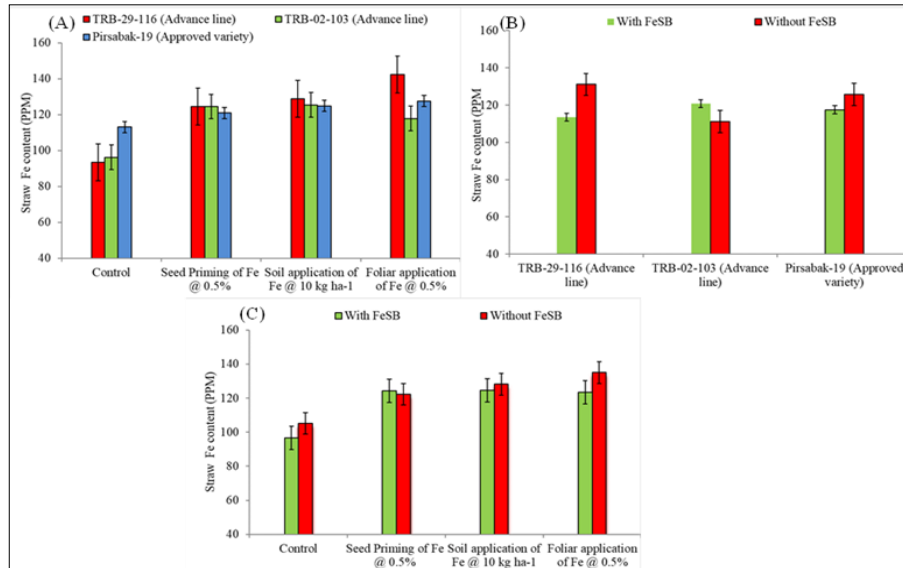 (A)
TRB-29-116 (Advance line)
TRB-02-103 (Advance line)
Pirsabak-19 (Approved variety)
Straw Fe content (PPM)
160
140
120
100
80
60
40
Control
Seed Priming of Fe @ 0.5%
Soil application of Fe @ 10 kg ha-1
Foliar application of Fe @ 0.5%
(B)
With FeSB
Without FeSB
Straw Fe content (PPM)
160
140
120
100
80
60
40
TRB-29-116 (Advance line)
TRB-02-103 (Advance line)
Pirsabak-19 (Approved variety)
(C)
With FeSB
Without FeSB
Straw Fe content (PPM)
160
140
120
100
80
60
40
Control
Seed Priming of Fe @ 0.5%
Soil application of Fe @ 10 kg ha-1
Foliar application of Fe @ 0.5%